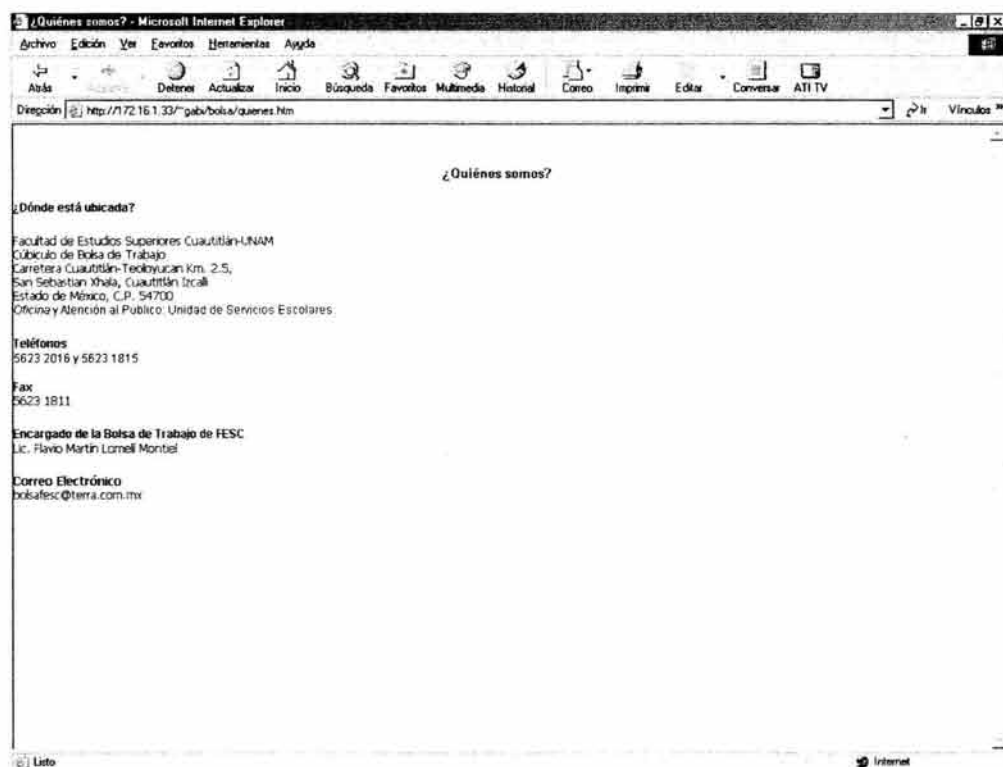 ¿Quiénes somos? - Microsoft Internet Explorer
Archivo Edición Ver Favoritos Herramientas Ayuda
Atrás Detener Actualizar Inicio Búsqueda Favoritos Multimedia Historial Correo Imprimir Editar Conversar ATI TV
Dirección http://172.16.1.33/~gabi/bolsa/quienes.htm Ir Vínculos »
¿Quiénes somos?
¿Dónde está ubicada?
Facultad de Estudios Superiores Cuautitlán-UNAM
Cúbiculo de Bolsa de Trabajo
Carretera Cuautitlán-Teoloyucan Km. 2.5,
San Sebastian Xhala, Cuautitlán Izcalli
Estado de México, C.P. 54700
Oficina y Atención al Publico: Unidad de Servicios Escolares
Teléfonos
5623 2016 y 5623 1815
Fax
5623 1811
Encargado de la Bolsa de Trabajo de FESC
Lic. Flavio Martín Lomelí Montiel
Correo Electrónico
bolsafesc@terra.com.mx
Listo Internet